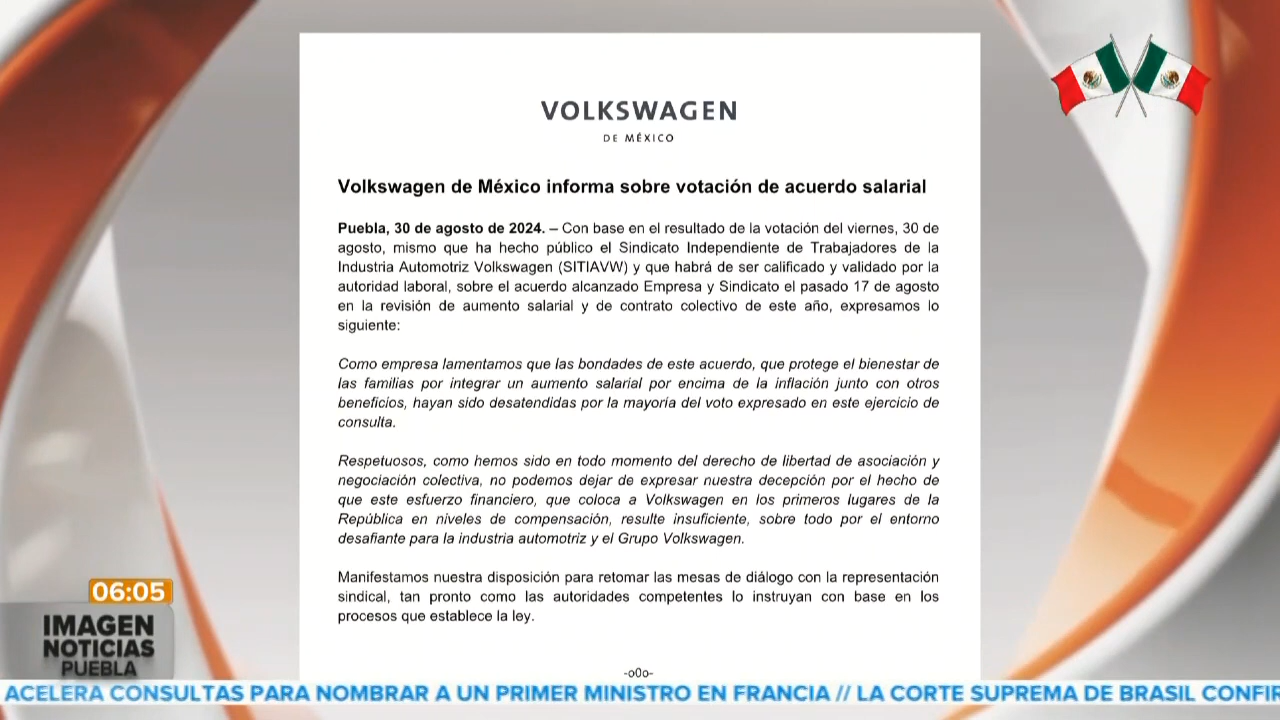 VOLKSWAGEN
DE MÉXICO
Volkswagen de México informa sobre votación de acuerdo salarial
Puebla, 30 de agosto de 2024. – Con base en el resultado de la votación del viernes, 30 de
agosto, mismo que ha hecho público el Sindicato Independiente de Trabajadores de la
Industria Automotriz Volkswagen (SITIAVW) y que habrá de ser calificado y validado por la
autoridad laboral, sobre el acuerdo alcanzado Empresa y Sindicato el pasado 17 de agosto
en la revisión de aumento salarial y de contrato colectivo de este año, expresamos lo
siguiente:
Como empresa lamentamos que las bondades de este acuerdo, que protege el bienestar de
las familias por integrar un aumento salarial por encima de la inflación junto con otros
beneficios, hayan sido desatendidas por la mayoría del voto expresado en este ejercicio de
consulta.
Respetuosos, como hemos sido en todo momento del derecho de libertad de asociación y
negociación colectiva, no podemos dejar de expresar nuestra decepción por el hecho de
que este esfuerzo financiero, que coloca a Volkswagen en los primeros lugares de la
República en niveles de compensación, resulte insuficiente, sobre todo por el entorno
desafiante para la industria automotriz y el Grupo Volkswagen.
Manifestamos nuestra disposición para retomar las mesas de diálogo con la representación
sindical, tan pronto como las autoridades competentes lo instruyan con base en los
procesos que establece la ley.
-o0o-
06:05
IMAGEN
NOTICIAS
PUEBLA
ACELERA CONSULTAS PARA NOMBRAR A UN PRIMER MINISTRO EN FRANCIA // LA CORTE SUPREMA DE BRASIL CONFIR